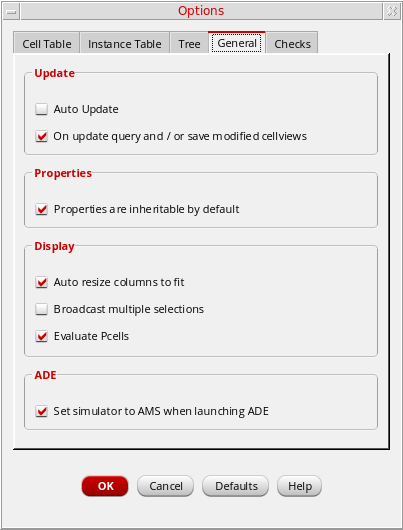 Options
Cell Table Instance Table Tree General Checks
Update
Auto Update
On update query and / or save modified cellviews
Properties
Properties are inheritable by default
Display
Auto resize columns to fit
Broadcast multiple selections
Evaluate Pcells
ADE
Set simulator to AMS when launching ADE
OK Cancel Defaults Help